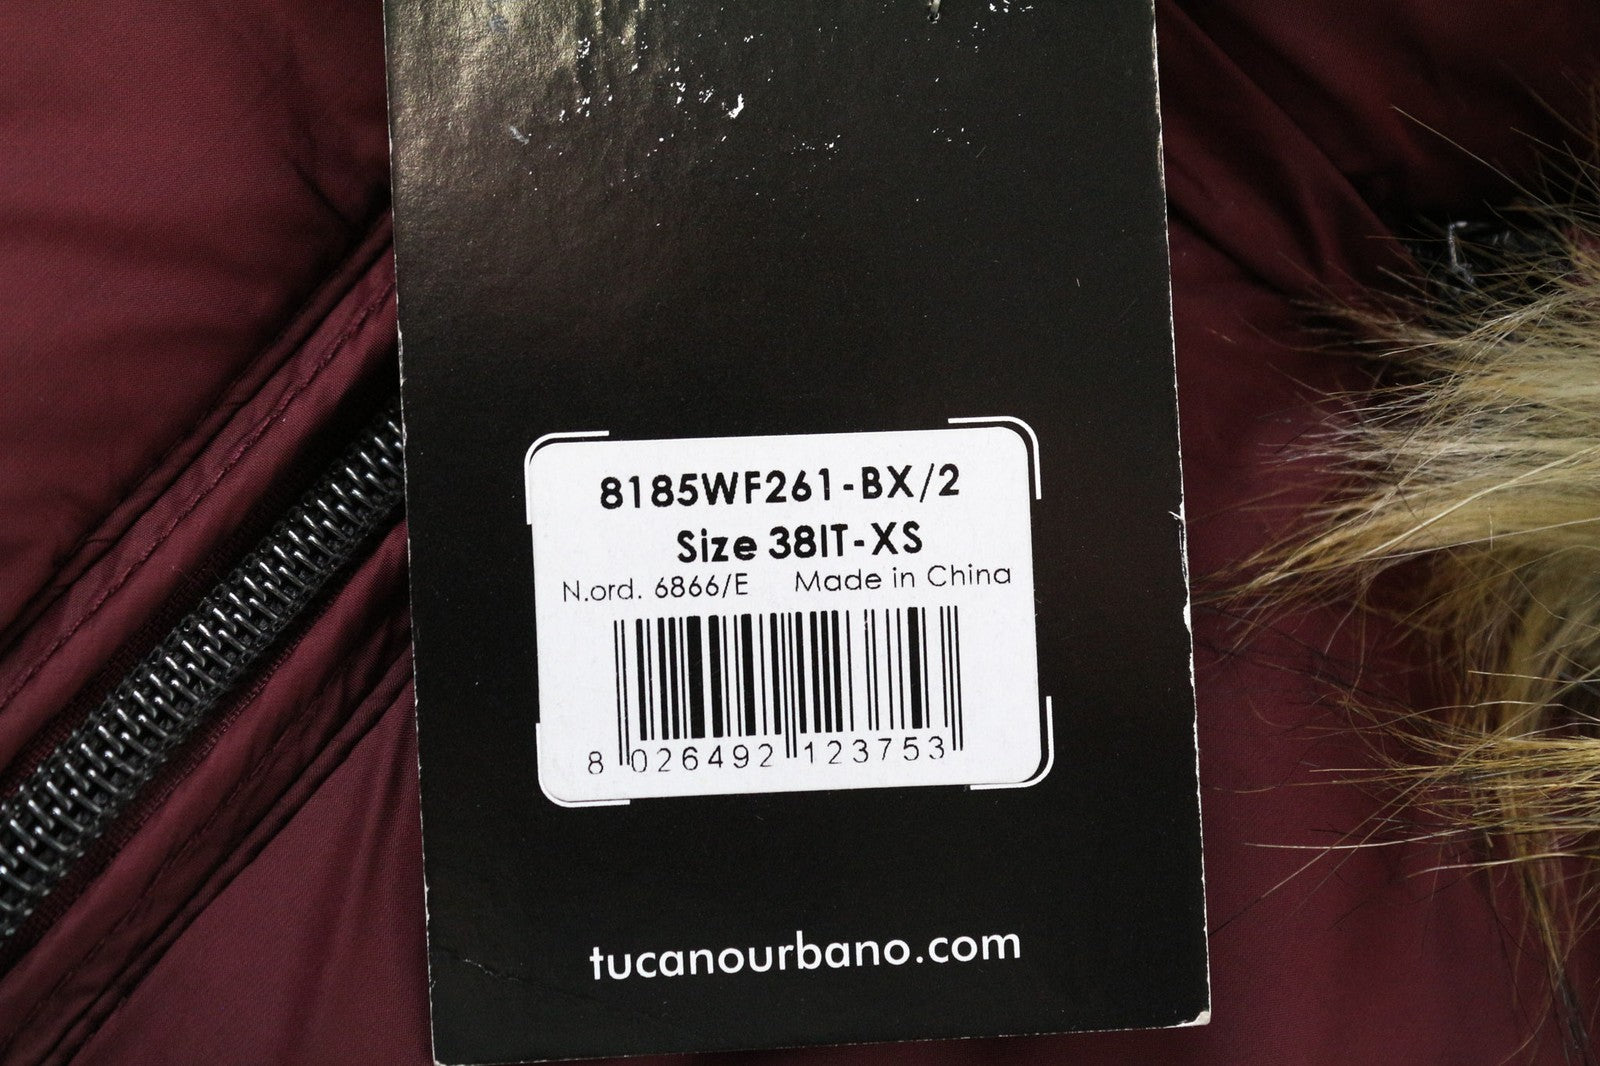 8185WF261-BX/2
Size 38IT-XS
N.ord. 6866/E Made in China
8 026492 123753
tucanourbano.com